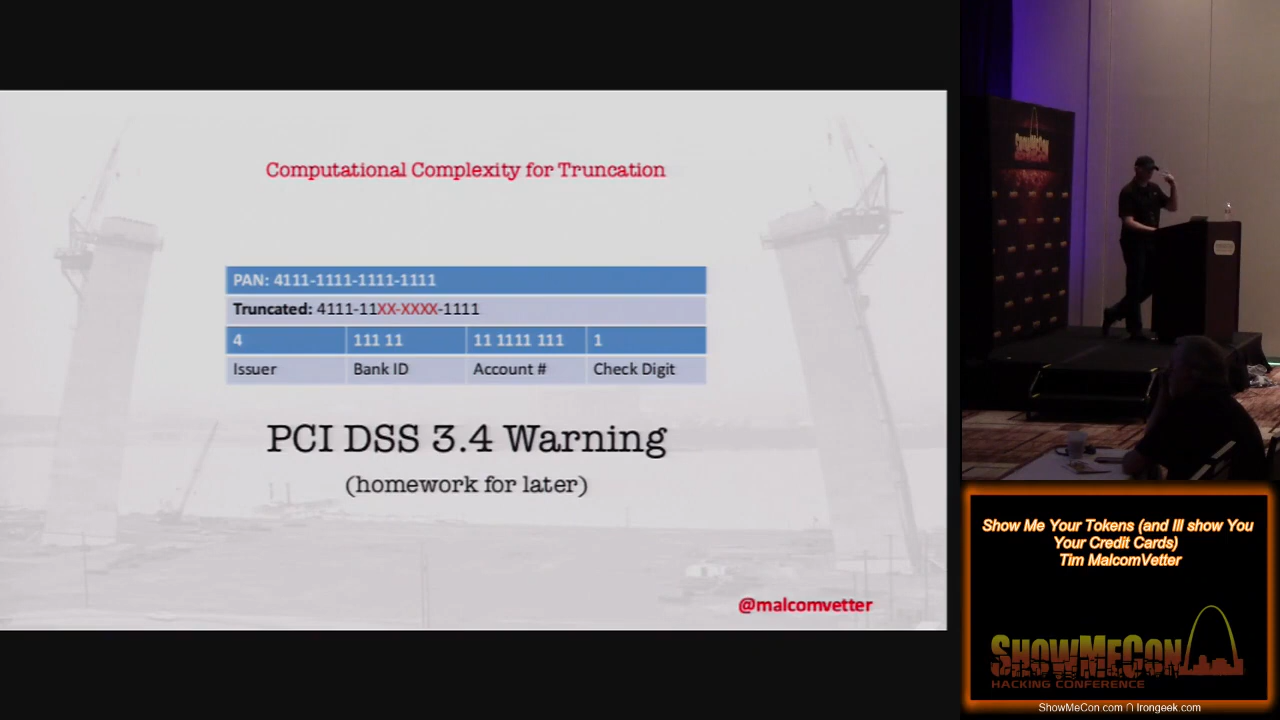 Computational Complexity for Truncation
PAN: 4111-1111-1111-1111
Truncated: 4111-11XX-XXXX-1111
4 111 11 11 1111 111 1
Issuer Bank ID Account # Check Digit
PCI DSS 3.4 Warning
(homework for later)
@malcomvetter
SHOWMECON
Show Me Your Tokens (and Ill show You
Your Credit Cards)
Tim MalcomVetter
SHOWMECON
HACKING CONFERENCE
ShowMeCon.com ∩ Irongeek.com